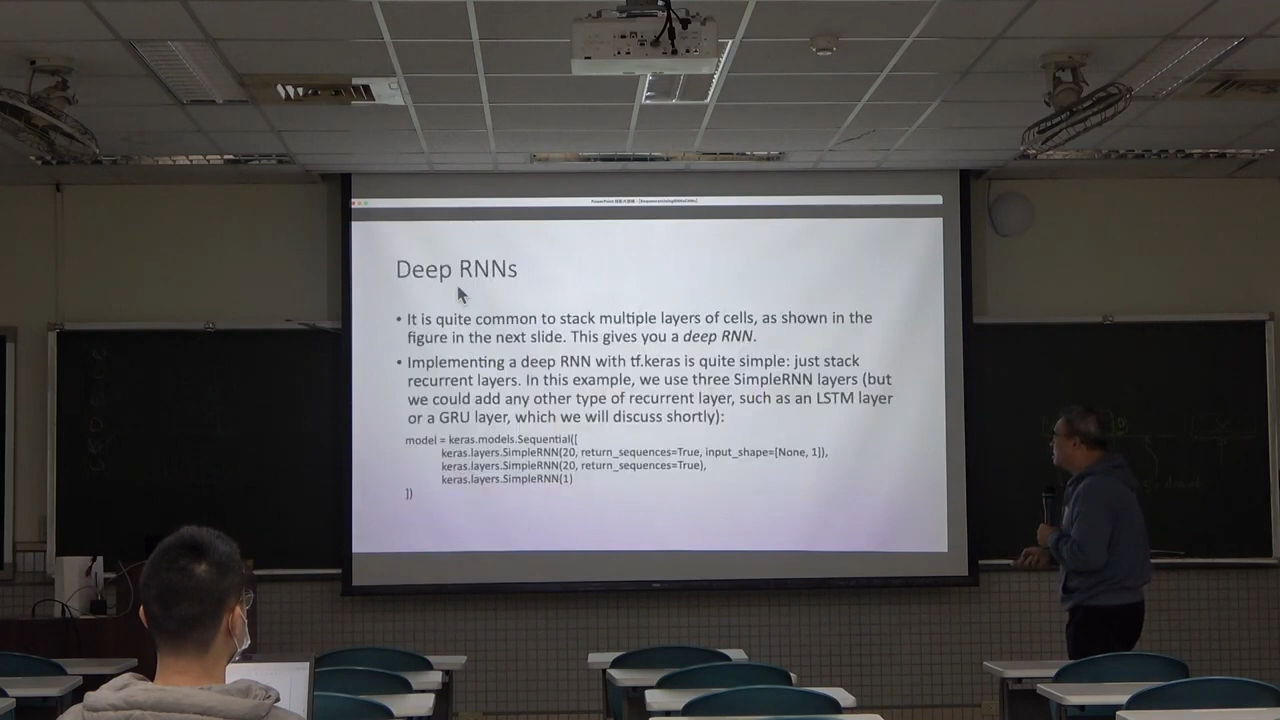 Deep RNNs
• It is quite common to stack multiple layers of cells, as shown in the
figure in the next slide. This gives you a deep RNN.
• Implementing a deep RNN with tf.keras is quite simple: just stack
recurrent layers. In this example, we use three SimpleRNN layers (but
we could add any other type of recurrent layer, such as an LSTM layer
or a GRU layer, which we will discuss shortly):
model = keras.models.Sequential([
keras.layers.SimpleRNN(20, return_sequences=True, input_shape=[None, 1]),
keras.layers.SimpleRNN(20, return_sequences=True),
keras.layers.SimpleRNN(1)
])